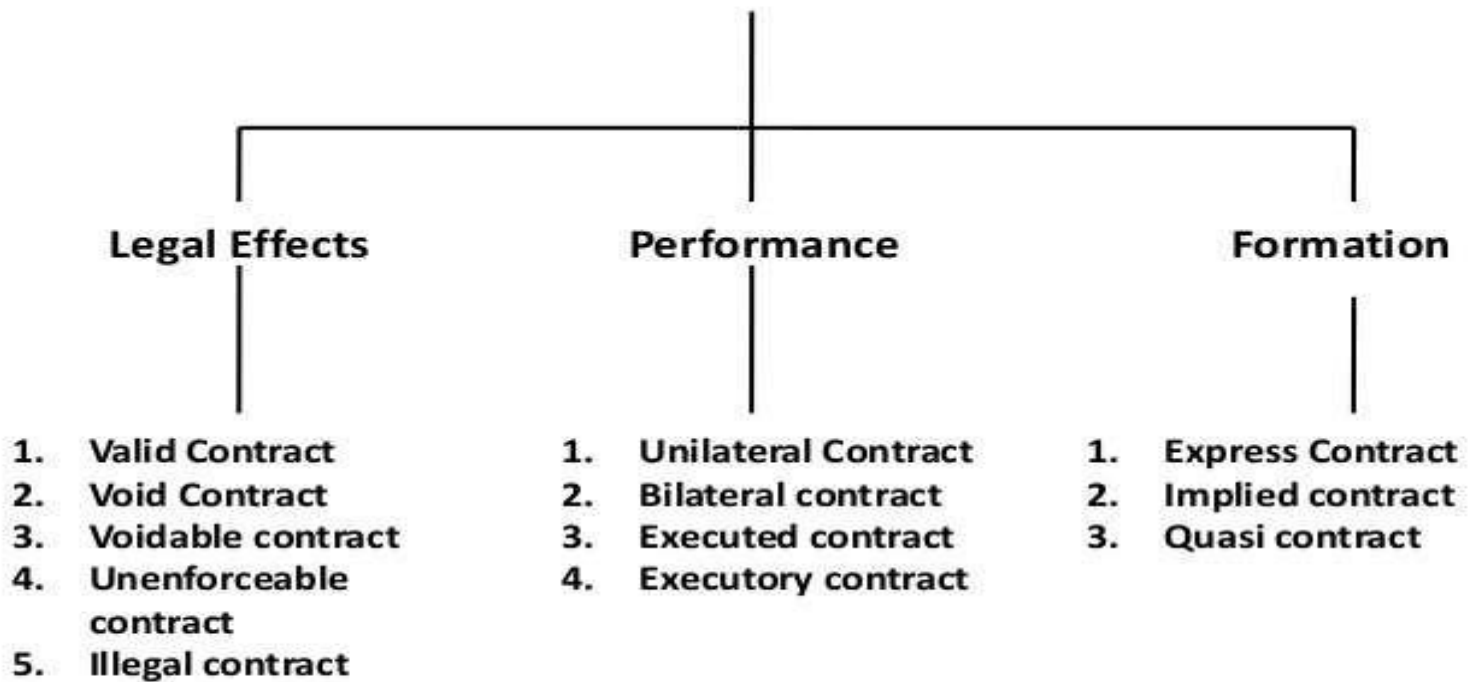 Legal Effects
Performance
Formation
1. Valid Contract
2. Void Contract
3. Voidable contract
4. Unenforceable
contract
5. Illegal contract
1. Unilateral Contract
2. Bilateral contract
3. Executed contract
4. Executory contract
1. Express Contract
2. Implied contract
3. Quasi contract